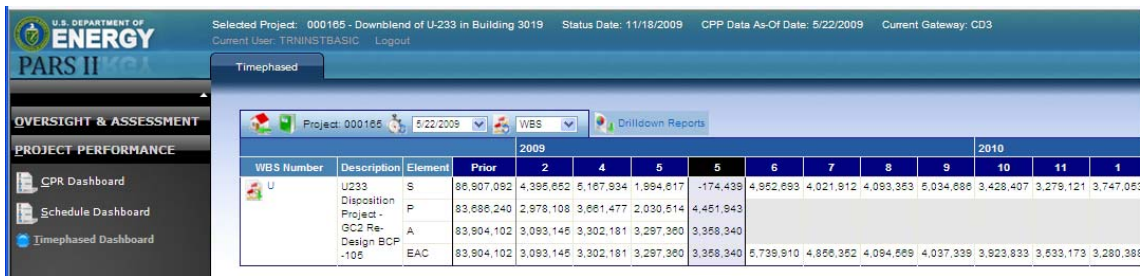 U.S. DEPARTMENT OF
ENERGY
PARS II
Selected Project: 000165 - Downblend of U-233 in Building 3019 Status Date: 11/18/2009 CPP Data As-Of Date: 5/22/2009 Current Gateway: CD3
Current User: TRNINSTBASIC Logout
Timephased
OVERSIGHT & ASSESSMENT
PROJECT PERFORMANCE
CPR Dashboard
Schedule Dashboard
Timephased Dashboard
Project: 000165 5/22/2009 WBS Drilldown Reports
2009 2010
WBS Number Description Element Prior 2 4 5 5 6 7 8 9 10 11 1
U U233 Disposition Project - GC2 Re-Design BCP -105
S 86,907,092 4,395,652 5,167,934 1,994,617 -174,439 4,952,693 4,021,912 4,093,353 5,034,686 3,428,407 3,279,121 3,747,053
P 83,686,240 2,978,108 3,661,477 2,030,514 4,451,943
A 83,904,102 3,093,145 3,302,181 3,297,360 3,358,340
EAC 83,904,102 3,093,145 3,302,181 3,297,360 3,358,340 5,739,910 4,856,352 4,094,569 4,037,339 3,923,833 3,533,173 3,280,38